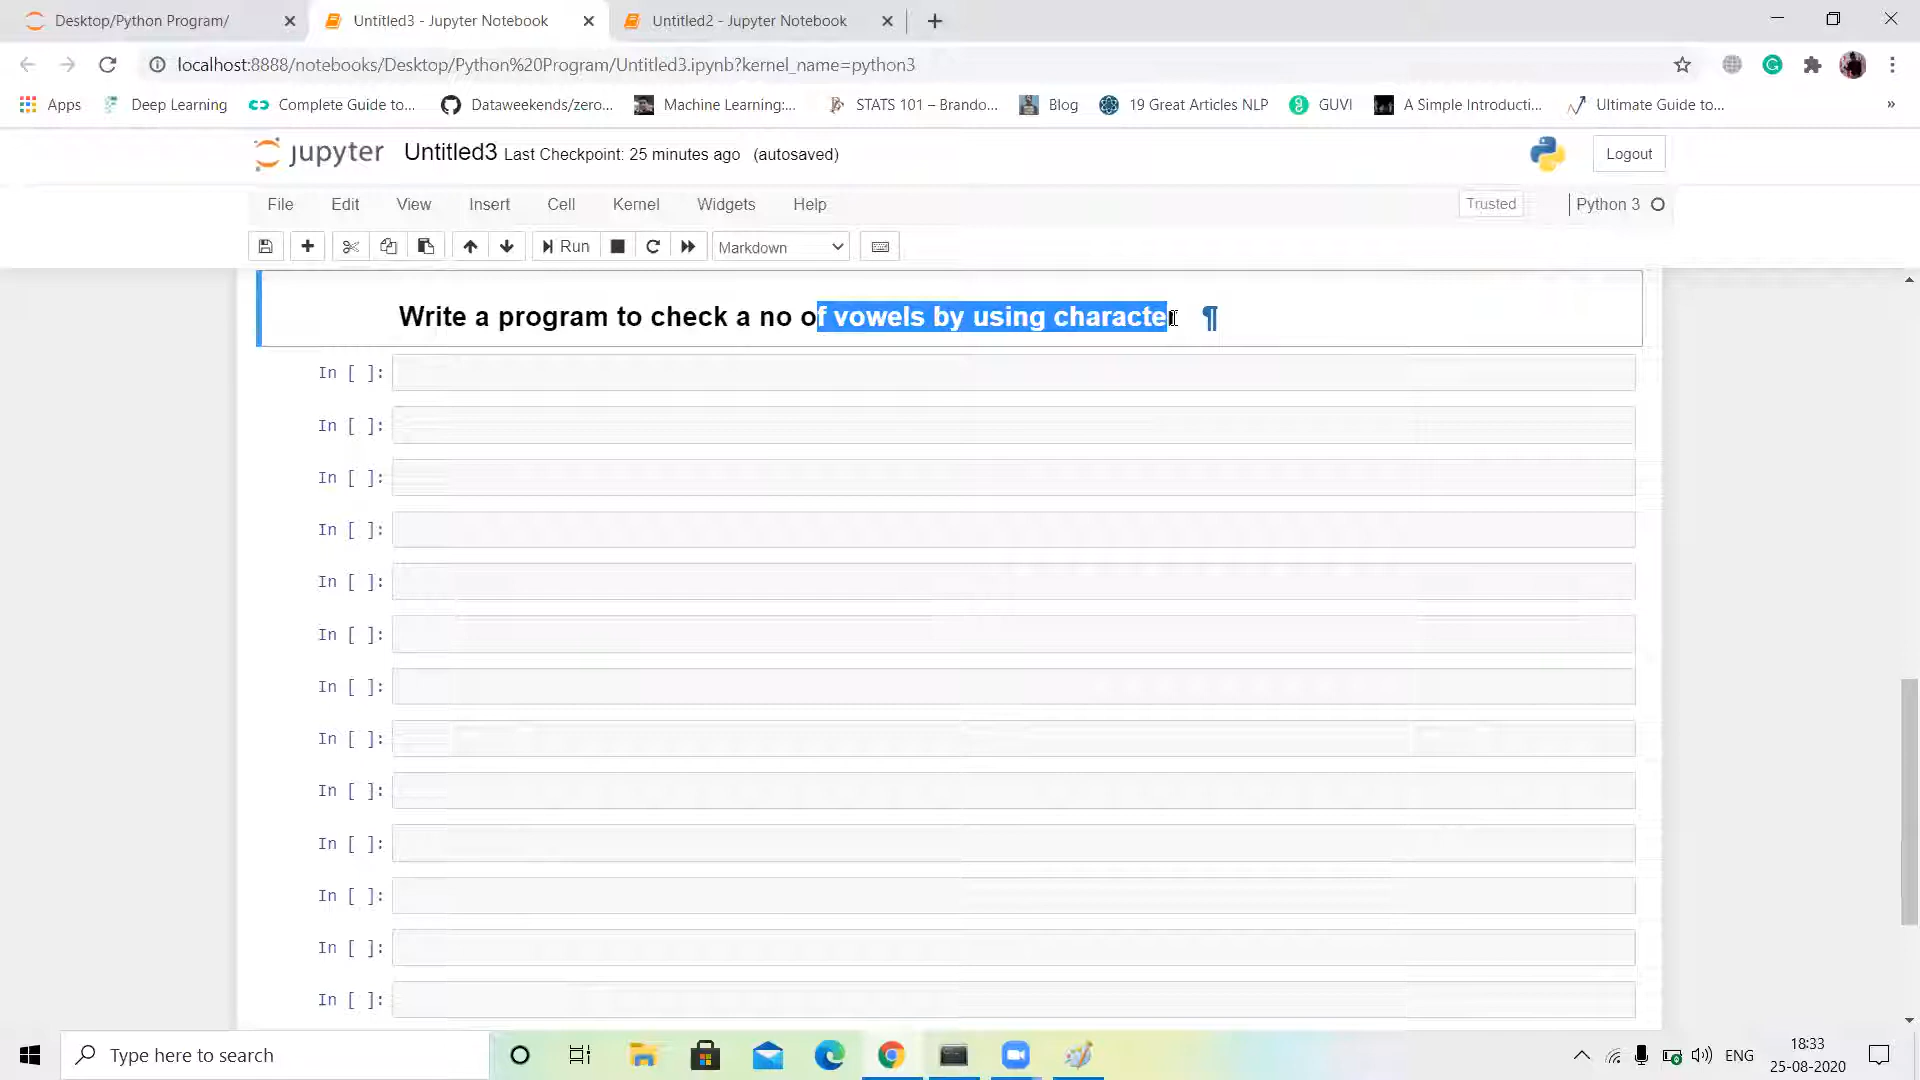 Desktop/Python Program/
Untitled3 - Jupyter Notebook
Untitled2 - Jupyter Notebook
localhost:8888/notebooks/Desktop/Python%20Program/Untitled3.ipynb?kernel_name=python3
Apps
Deep Learning
Complete Guide to...
Dataweekends/zero...
Machine Learning:...
STATS 101 – Brando...
Blog
19 Great Articles NLP
GUVI
A Simple Introducti...
Ultimate Guide to...
»
jupyter
Untitled3 Last Checkpoint: 25 minutes ago (autosaved)
Logout
File Edit View Insert Cell Kernel Widgets Help
Trusted
Python 3
Run
Markdown
Write a program to check a no of vowels by using character ¶
In [ ]:
In [ ]:
In [ ]:
In [ ]:
In [ ]:
In [ ]:
In [ ]:
In [ ]:
In [ ]:
In [ ]:
In [ ]:
In [ ]:
In [ ]:
Type here to search
ENG
18:33
25-08-2020